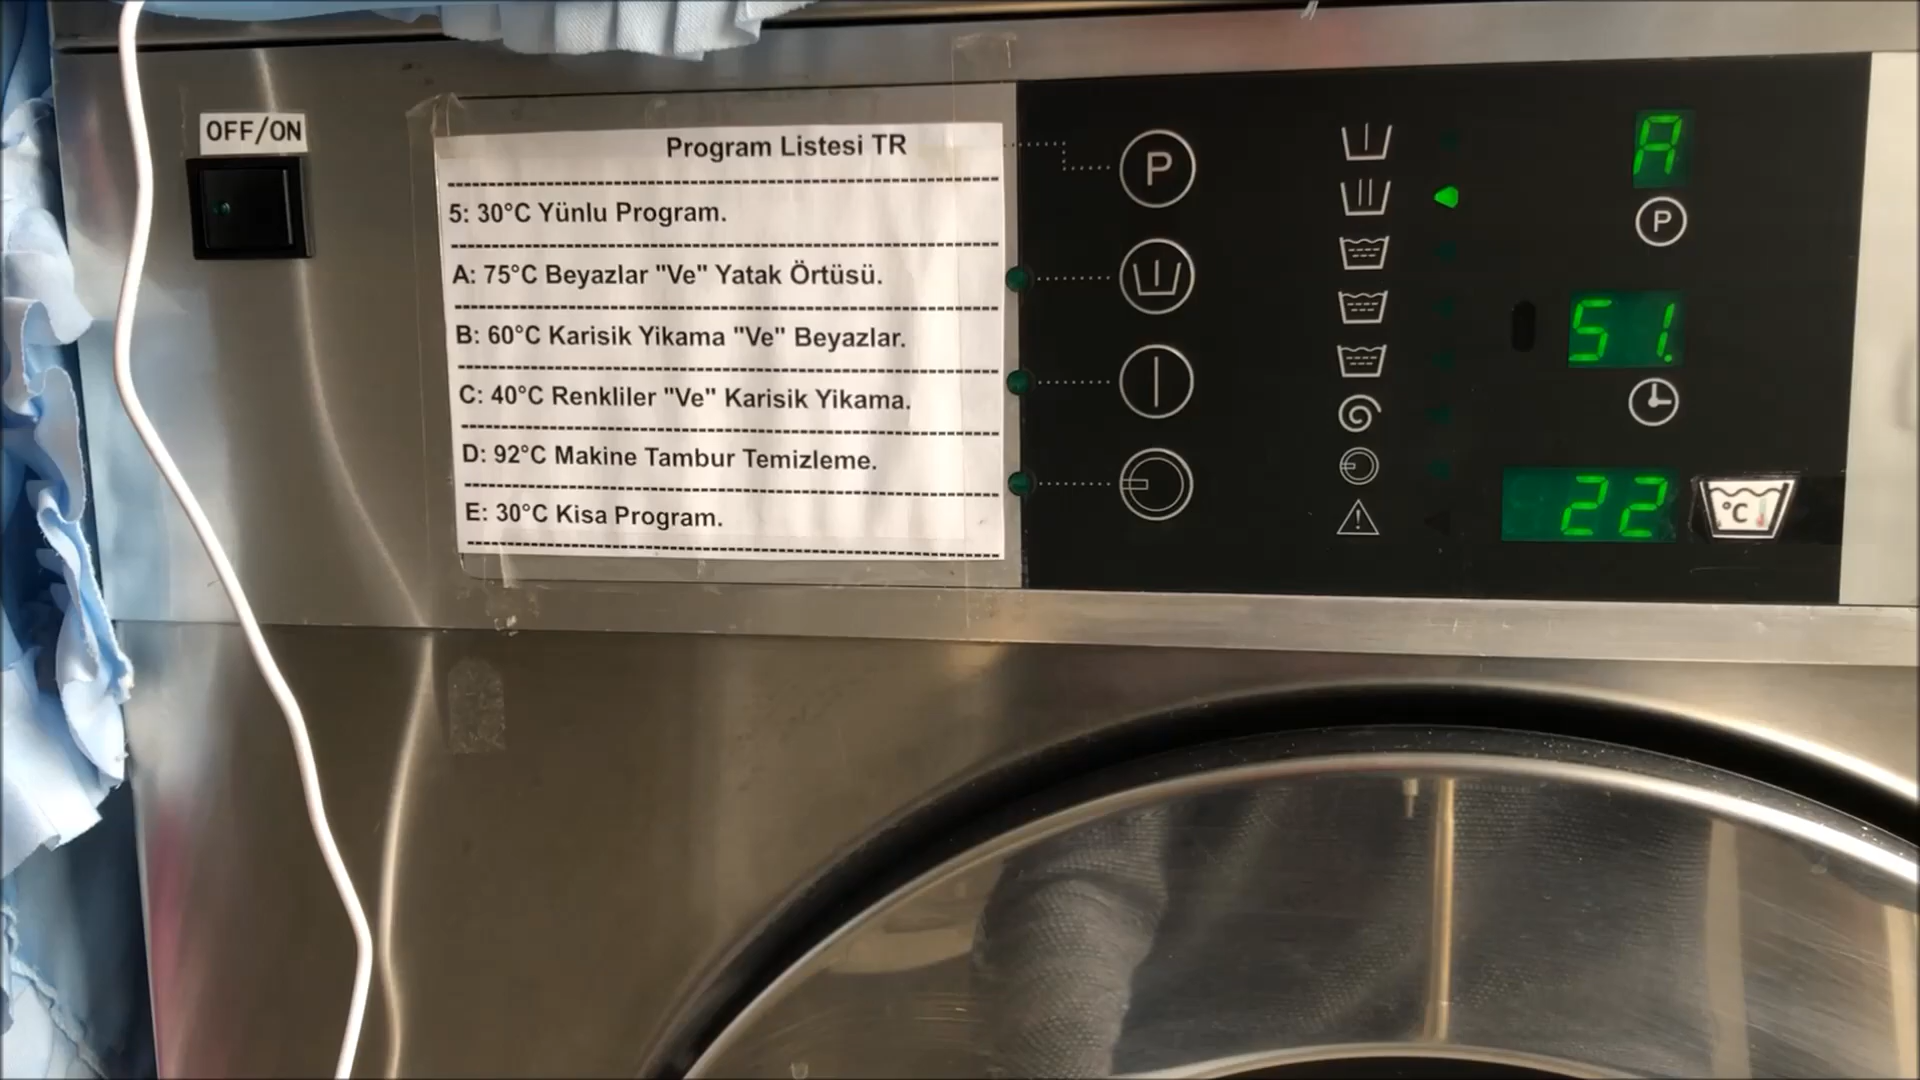 OFF/ON
Program Listesi TR
5: 30°C Yünlu Program.
A: 75°C Beyazlar "Ve" Yatak Örtüsü.
B: 60°C Karisik Yikama "Ve" Beyazlar.
C: 40°C Renkliler "Ve" Karisik Yikama.
D: 92°C Makine Tambur Temizleme.
E: 30°C Kisa Program.
P
A
P
51.
22
°C